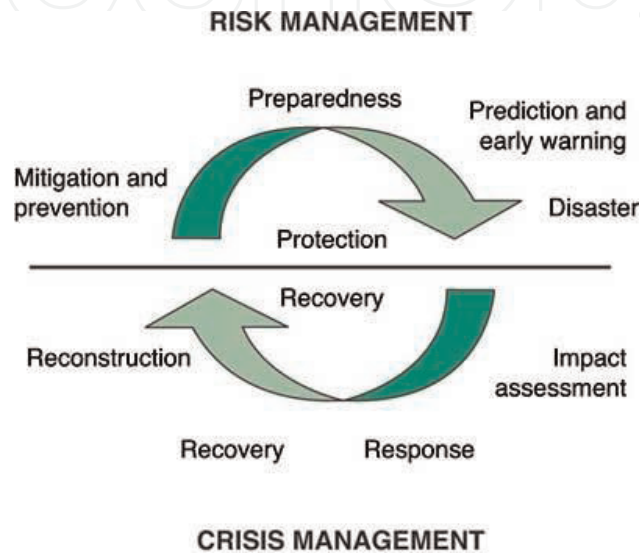 RISK MANAGEMENT
Preparedness
Prediction and
early warning
Mitigation and
prevention
Disaster
Protection
Recovery
Reconstruction
Impact
assessment
Recovery
Response
CRISIS MANAGEMENT